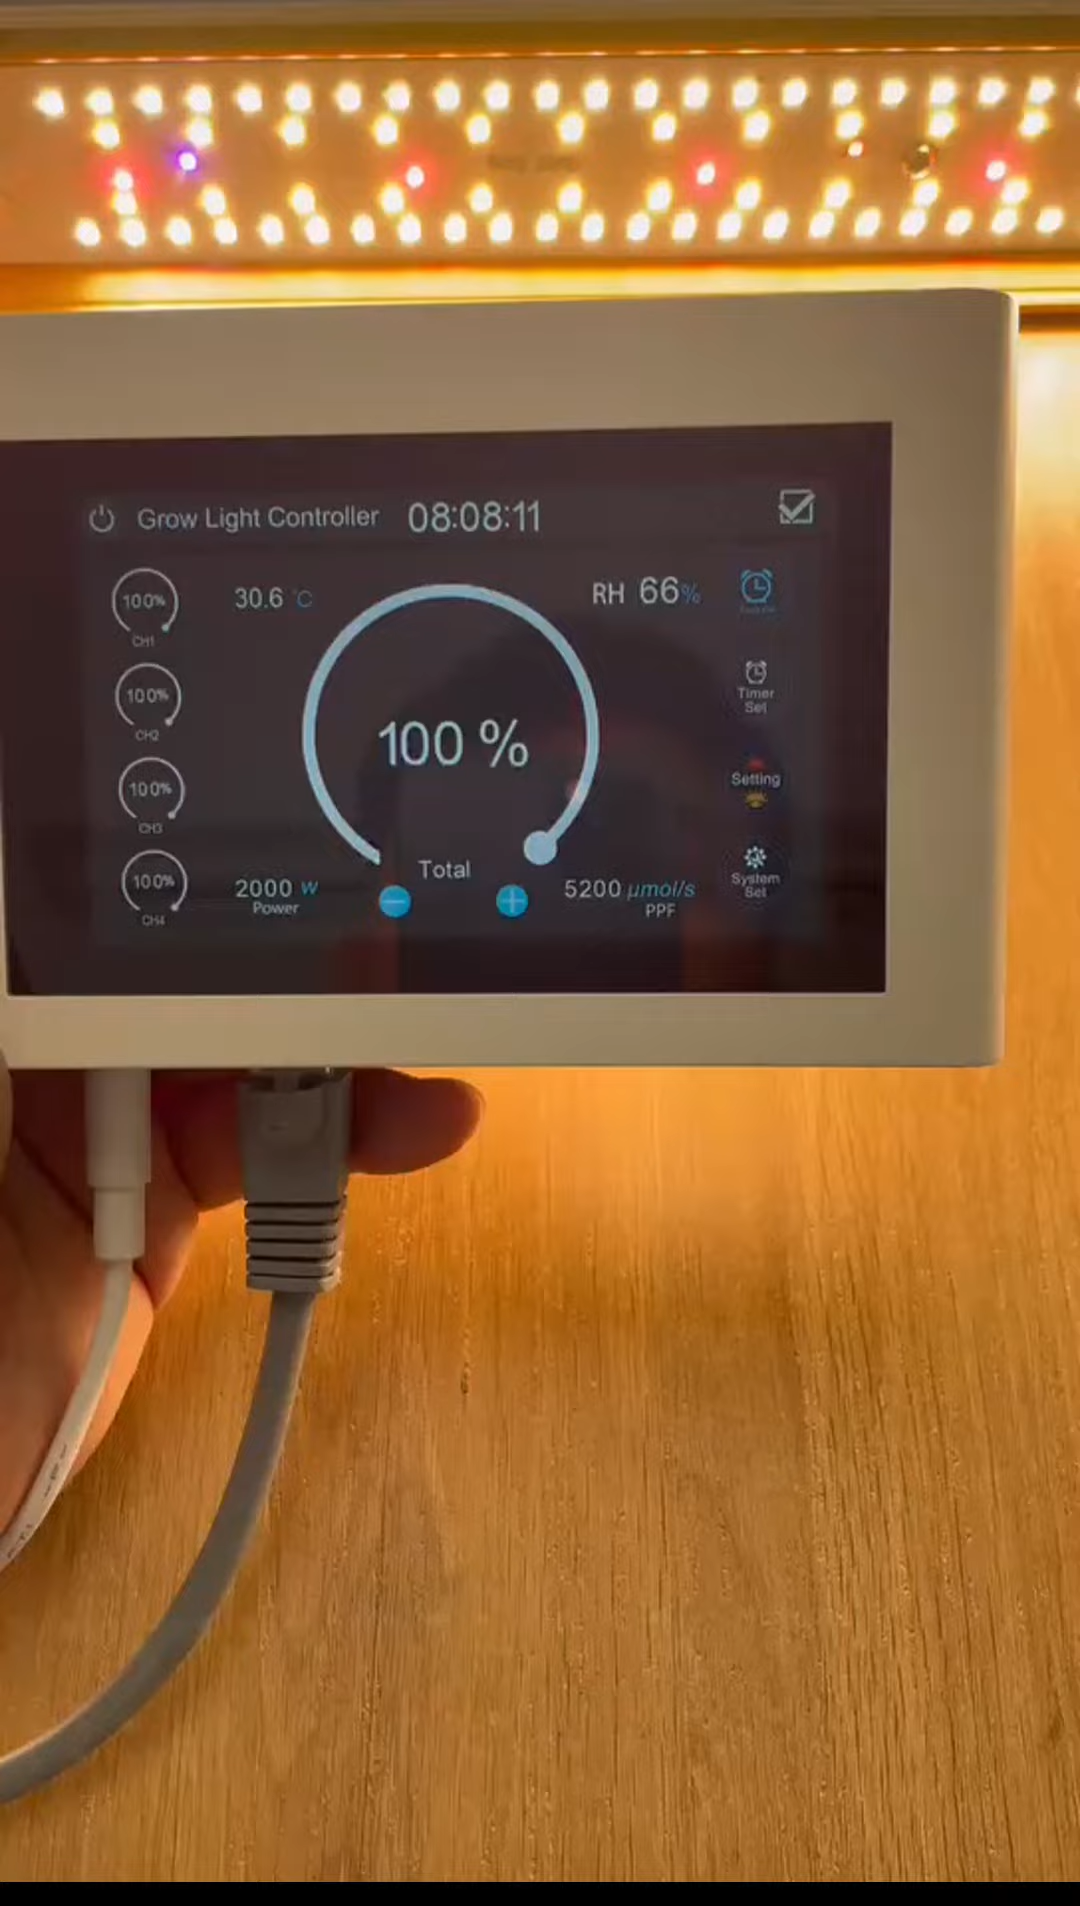 Grow Light Controller 08:08:11
100%
CH1
30.6 °C
RH 66%
100%
CH2
Timer
Set
100 %
100%
CH3
Setting
100%
CH4
2000 W
Power
Total
5200 μmol/s
PPF
System
Set